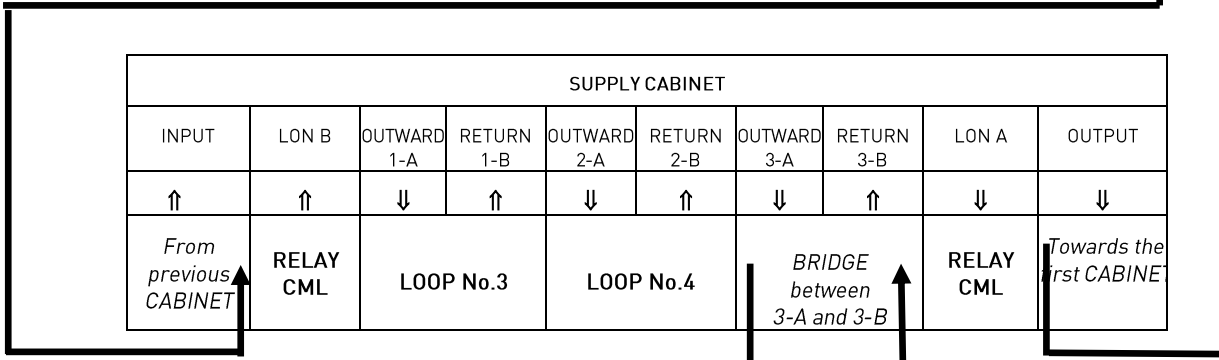 SUPPLY CABINET
INPUT LON B OUTWARD 1-A RETURN 1-B OUTWARD 2-A RETURN 2-B OUTWARD 3-A RETURN 3-B LON A OUTPUT
⇑ ⇑ ⇓ ⇑ ⇓ ⇑ ⇓ ⇑ ⇓ ⇓
From
previous
CABINET
RELAY
CML
LOOP No.3
LOOP No.4
BRIDGE
between
3-A and 3-B
RELAY
CML
Towards the
first CABINET